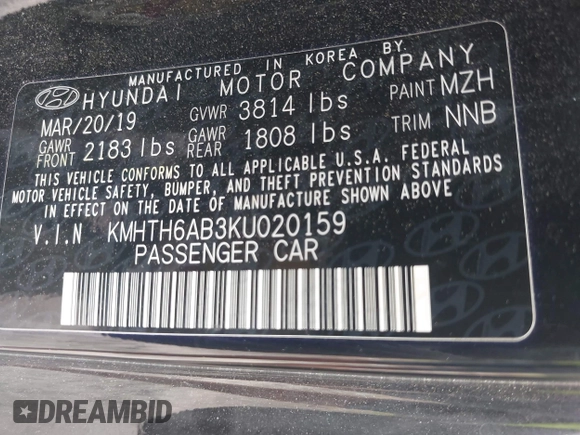 MANUFACTURED IN KOREA BY.
HYUNDAI MOTOR COMPANY
MAR/20/19 GVWR 3814 lbs PAINT MZH
GAWR FRONT 2183 lbs GAWR REAR 1808 lbs TRIM NNB
THIS VEHICLE CONFORMS TO ALL APPLICABLE U.S.A. FEDERAL
MOTOR VEHICLE SAFETY, BUMPER, AND THEFT PREVENTION STANDARDS
IN EFFECT ON THE DATE OF MANUFACTURE SHOWN ABOVE
V.I.N KMHTH6AB3KU020159
PASSENGER CAR
DREAMBID